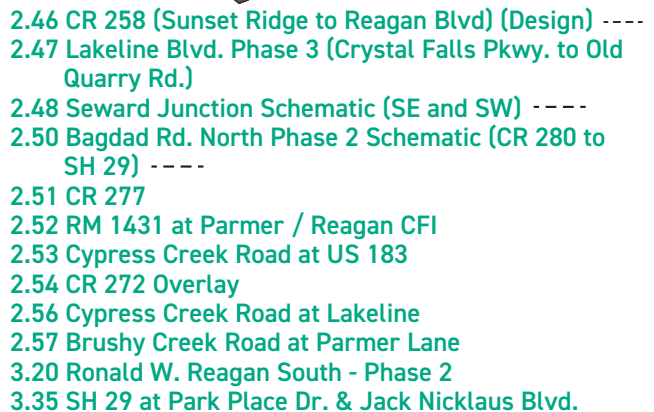 2.46 CR 258 (Sunset Ridge to Reagan Blvd) (Design) ----
2.47 Lakeline Blvd. Phase 3 (Crystal Falls Pkwy. to Old
Quarry Rd.)
2.48 Seward Junction Schematic (SE and SW) ----
2.50 Bagdad Rd. North Phase 2 Schematic (CR 280 to
SH 29) ----
2.51 CR 277
2.52 RM 1431 at Parmer / Reagan CFI
2.53 Cypress Creek Road at US 183
2.54 CR 272 Overlay
2.56 Cypress Creek Road at Lakeline
2.57 Brushy Creek Road at Parmer Lane
3.20 Ronald W. Reagan South - Phase 2
3.35 SH 29 at Park Place Dr. & Jack Nicklaus Blvd.